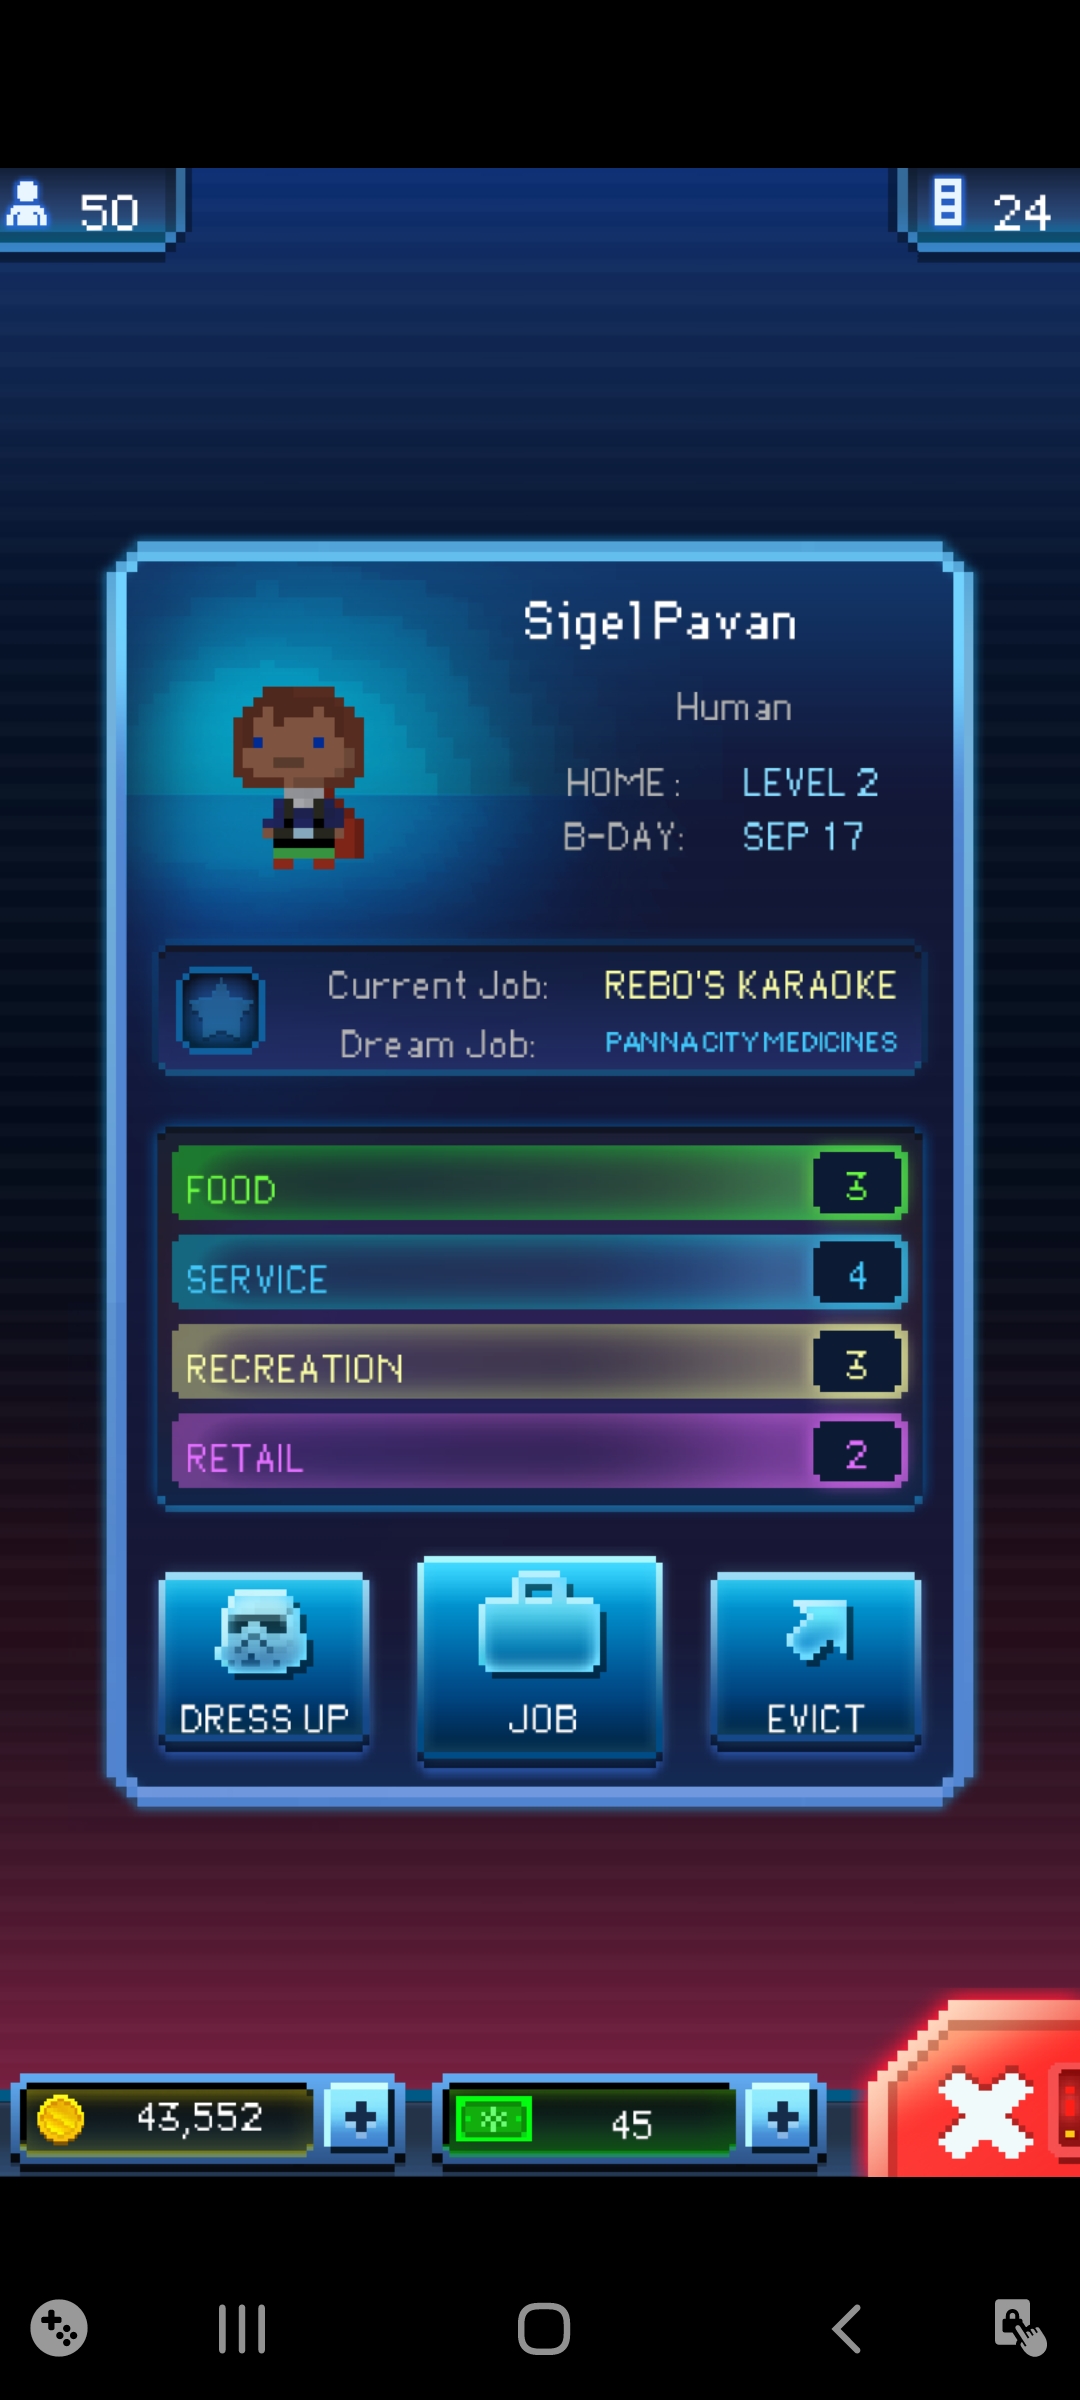 50
24
Sigel Pavan
Human
HOME: LEVEL 2
B-DAY: SEP 17
Current Job: REBO'S KARAOKE
Dream Job: PANNA CITY MEDICINES
FOOD 3
SERVICE 4
RECREATION 3
RETAIL 2
DRESS UP JOB EVICT
43,552 45